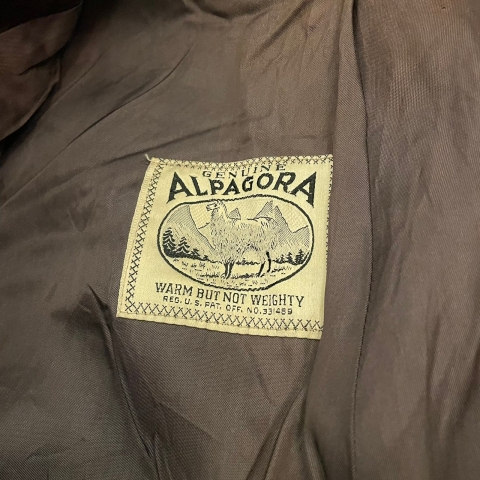 GENUINE
ALPAGORA
WARM BUT NOT WEIGHTY
REG. U.S. PAT. OFF. NO. 331489